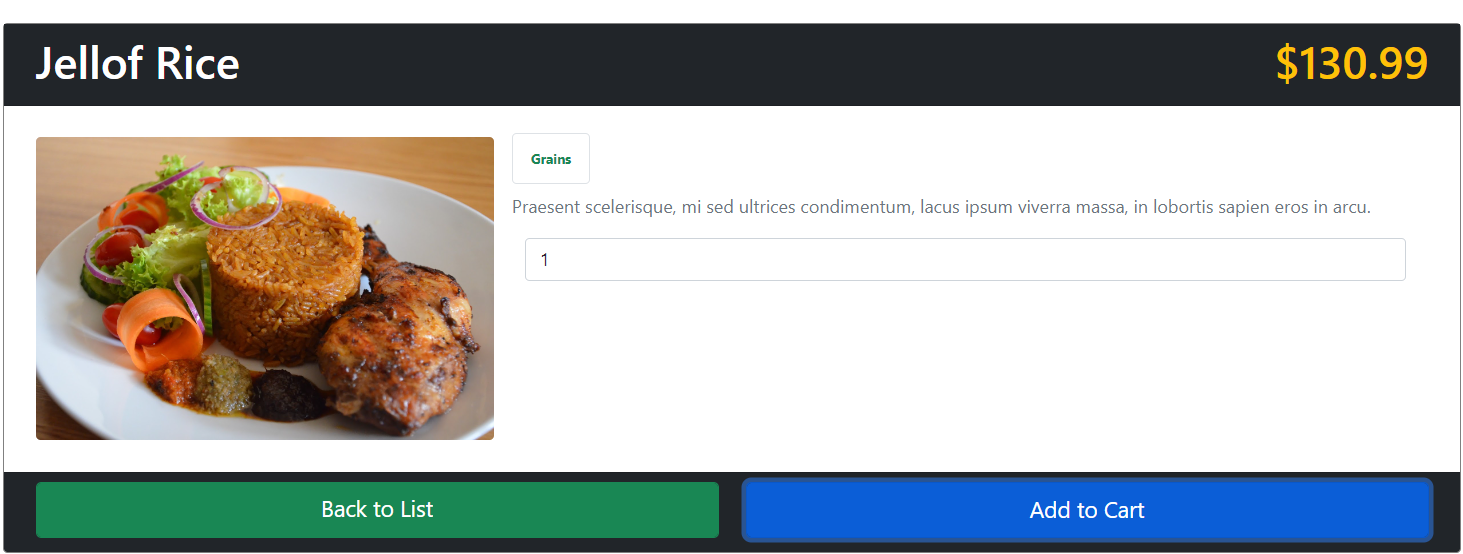 Jellof Rice
$130.99
Grains
Praesent scelerisque, mi sed ultrices condimentum, lacus ipsum viverra massa, in lobortis sapien eros in arcu.
1
Back to List
Add to Cart